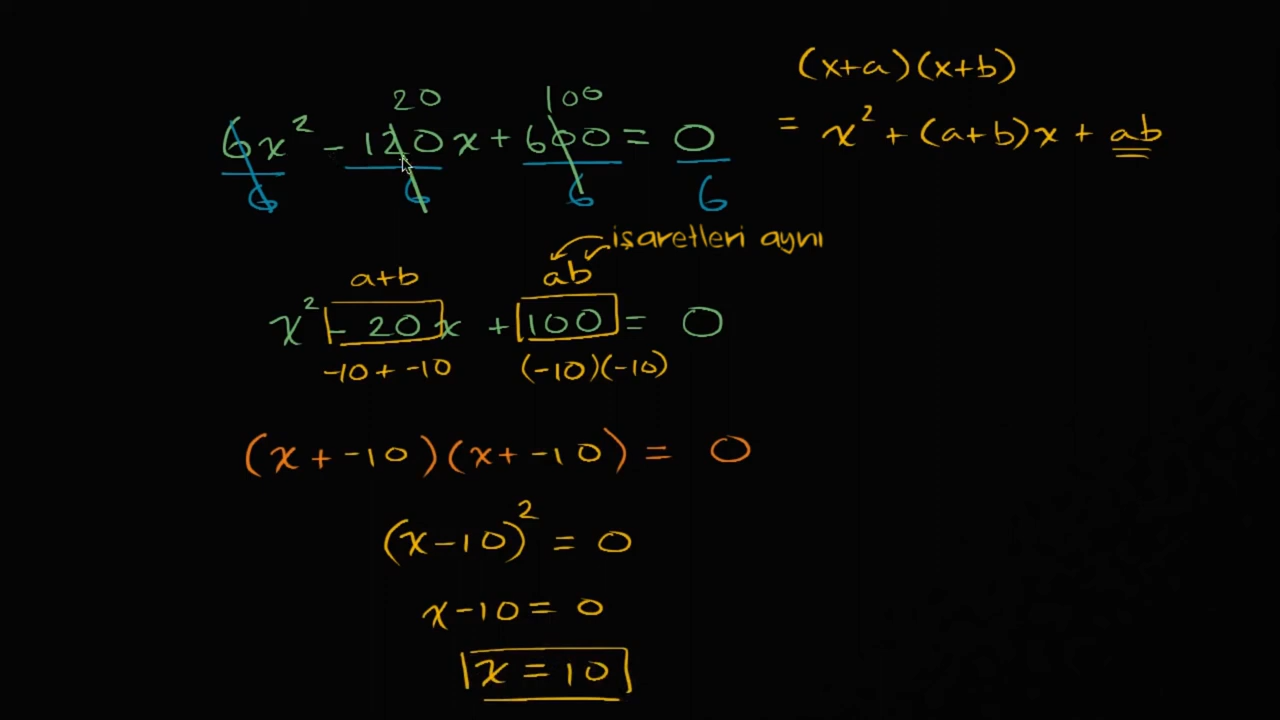 (x+a)(x+b)
= x² + (a+b)x + ab
20 100
6x² - 120x + 600 = 0
6 6 6 6
işaretleri aynı
a+b ab
x² - 20x + 100 = 0
-10 + -10 (-10)(-10)
(x + -10)(x + -10) = 0
(x - 10)² = 0
x - 10 = 0
x = 10